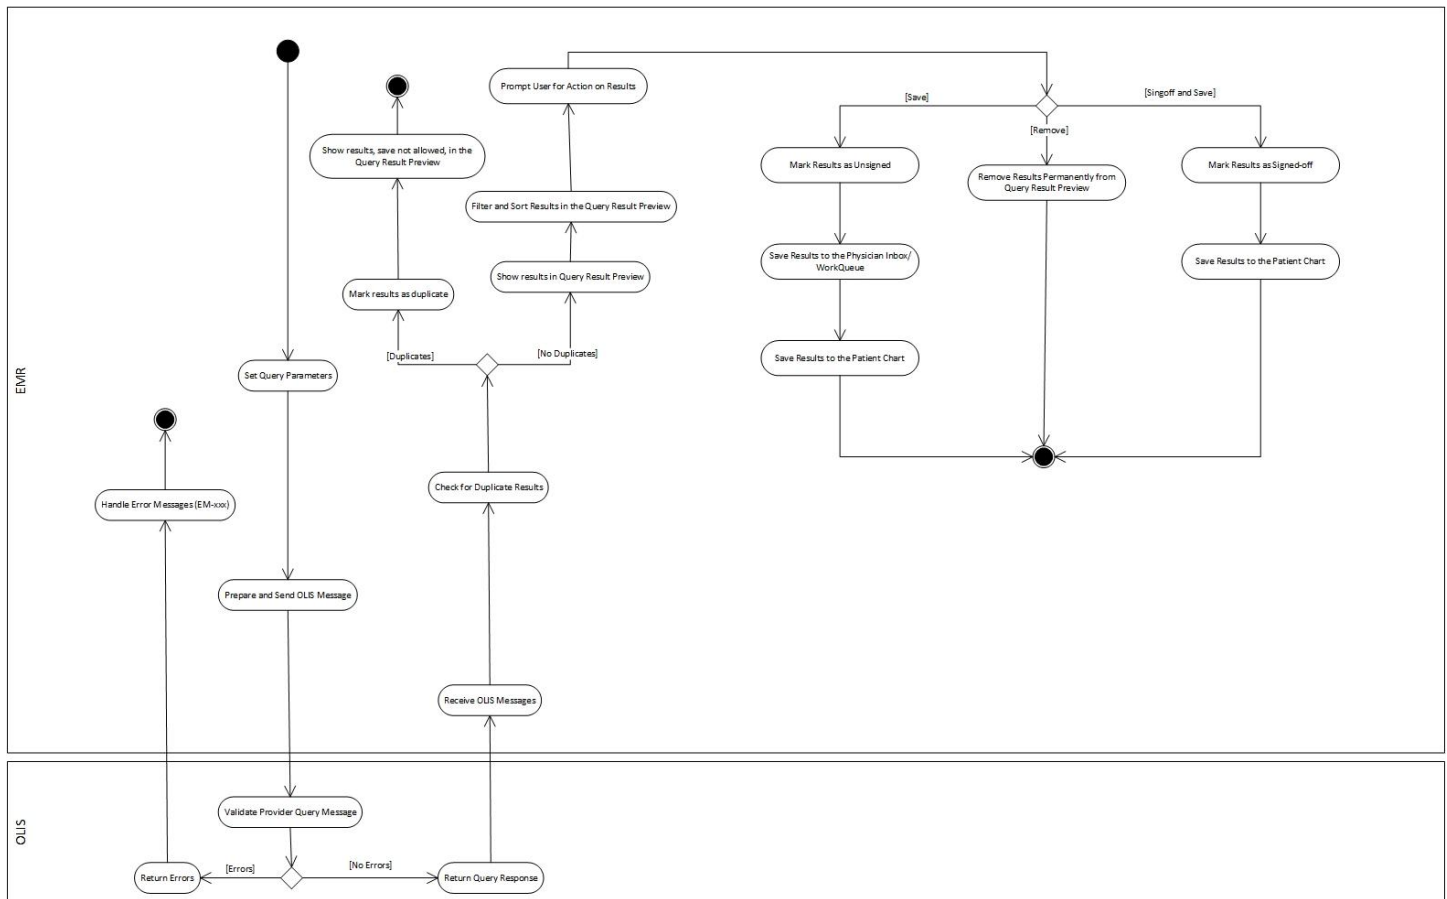 EMR
Prompt User for Action on Results
[Save]
[Singoff and Save]
[Remove]
Show results, save not allowed, in the
Query Result Preview
Mark Results as Unsigned
Remove Results Permanently from
Query Result Preview
Mark Results as Signed-off
Filter and Sort Results in the Query Result Preview
Save Results to the Physician Inbox/
WorkQueue
Save Results to the Patient Chart
Show results in Query Result Preview
Mark results as duplicate
[Duplicates]
[No Duplicates]
Save Results to the Patient Chart
Set Query Parameters
Check for Duplicate Results
Handle Error Messages (EM-xxx)
Prepare and Send OLIS Message
Receive OLIS Messages
OLIS
Validate Provider Query Message
[Errors]
[No Errors]
Return Errors
Return Query Response